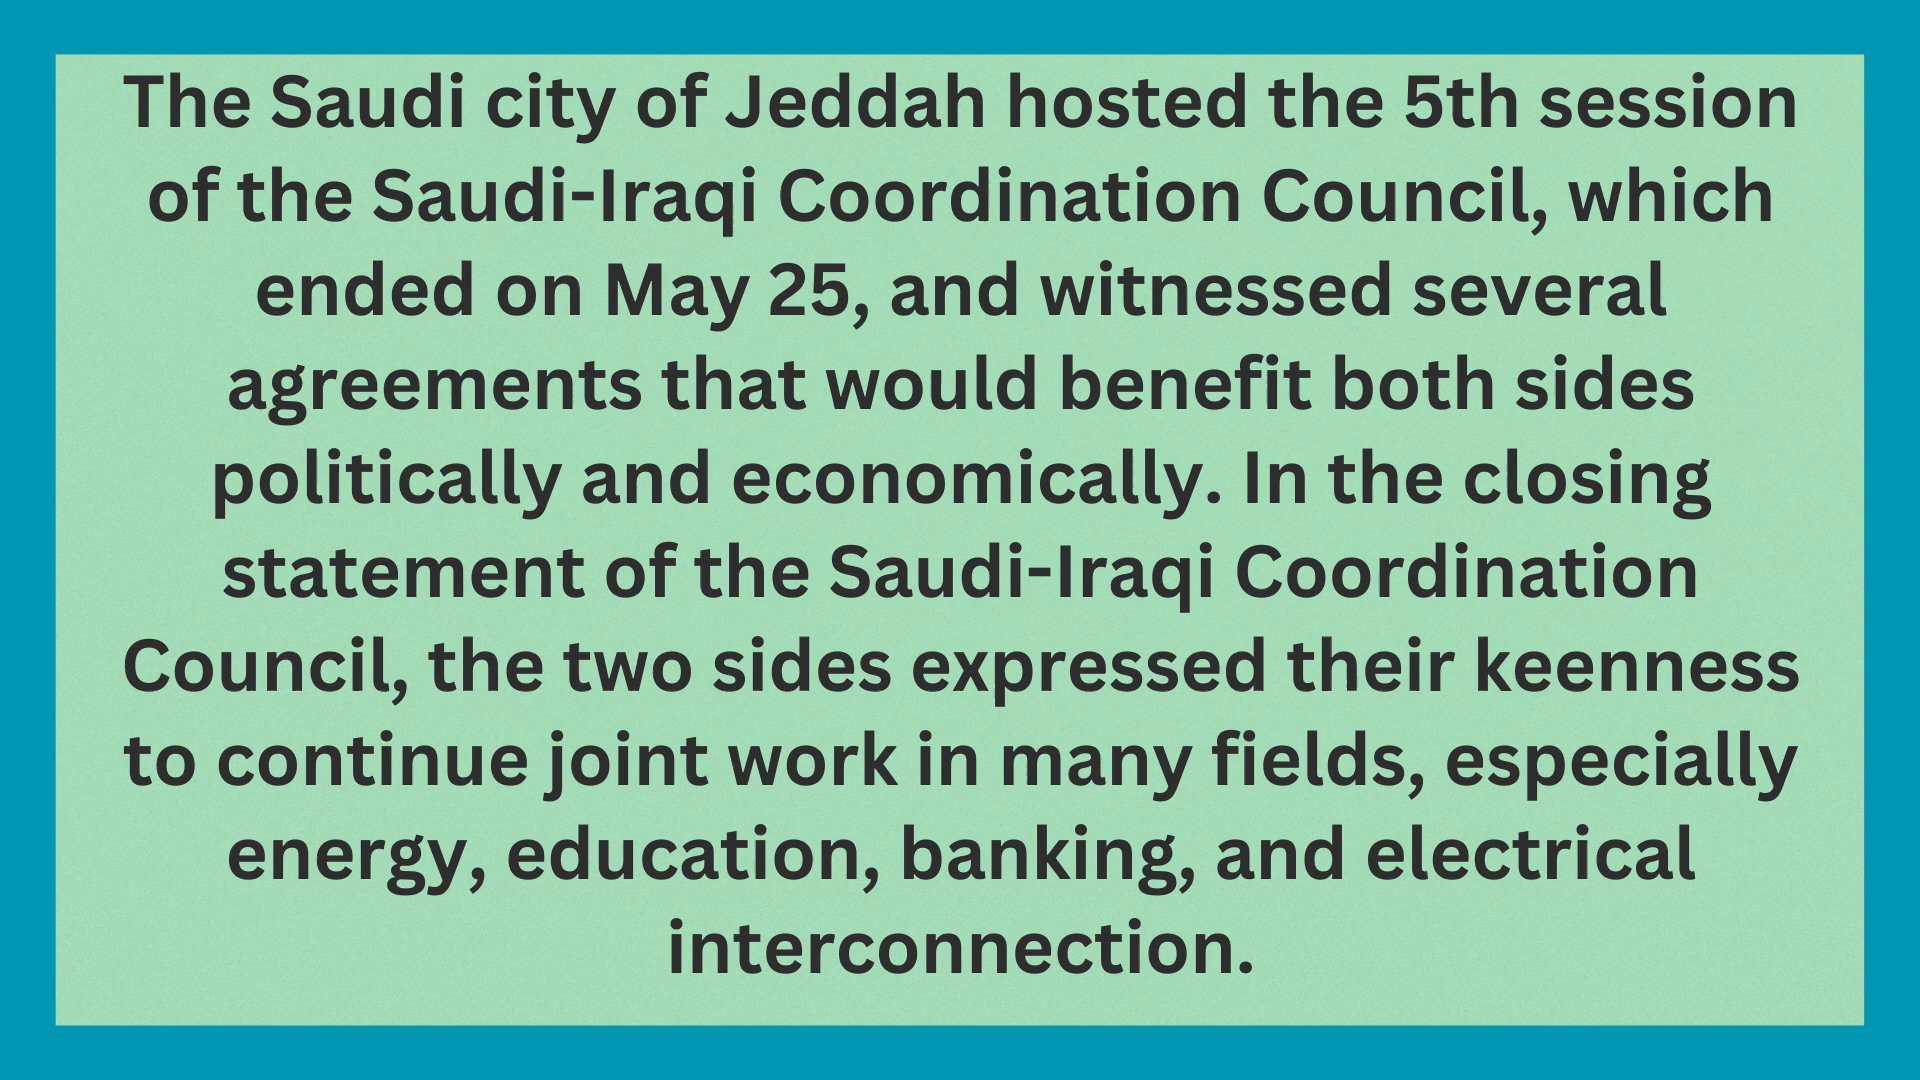 The Saudi city of Jeddah hosted the 5th session
of the Saudi-Iraqi Coordination Council, which
ended on May 25, and witnessed several
agreements that would benefit both sides
politically and economically. In the closing
statement of the Saudi-Iraqi Coordination
Council, the two sides expressed their keenness
to continue joint work in many fields, especially
energy, education, banking, and electrical
interconnection.